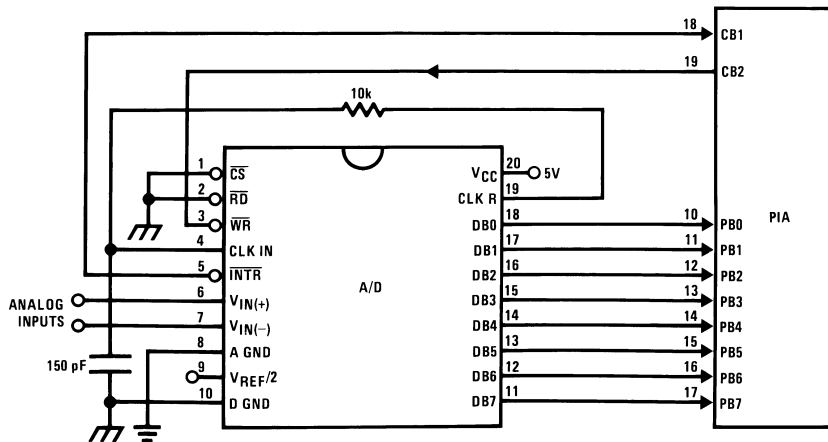 18 CB1
19 CB2
10k
1 CS 20 VCC 5V
2 RD 19 CLK R
3 WR 18 DB0 10 PB0 PIA
4 CLK IN 17 DB1 11 PB1
5 INTR A/D 16 DB2 12 PB2
ANALOG INPUTS 6 VIN(+) 15 DB3 13 PB3
7 VIN(–) 14 DB4 14 PB4
8 A GND 13 DB5 15 PB5
150 pF 9 VREF/2 12 DB6 16 PB6
10 D GND 11 DB7 17 PB7